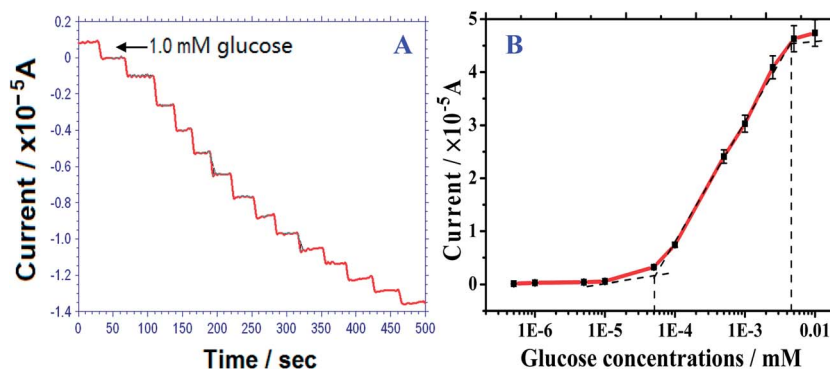 A
1.0 mM glucose
Current / x10⁻⁵A
0.2
0
-0.2
-0.4
-0.6
-0.8
-1.0
-1.2
-1.4
0 50 100 150 200 250 300 350 400 450 500
Time / sec
B
Current / ×10⁻⁵A
5
4
3
2
1
0
1E-6 1E-5 1E-4 1E-3 0.01
Glucose concentrations / mM